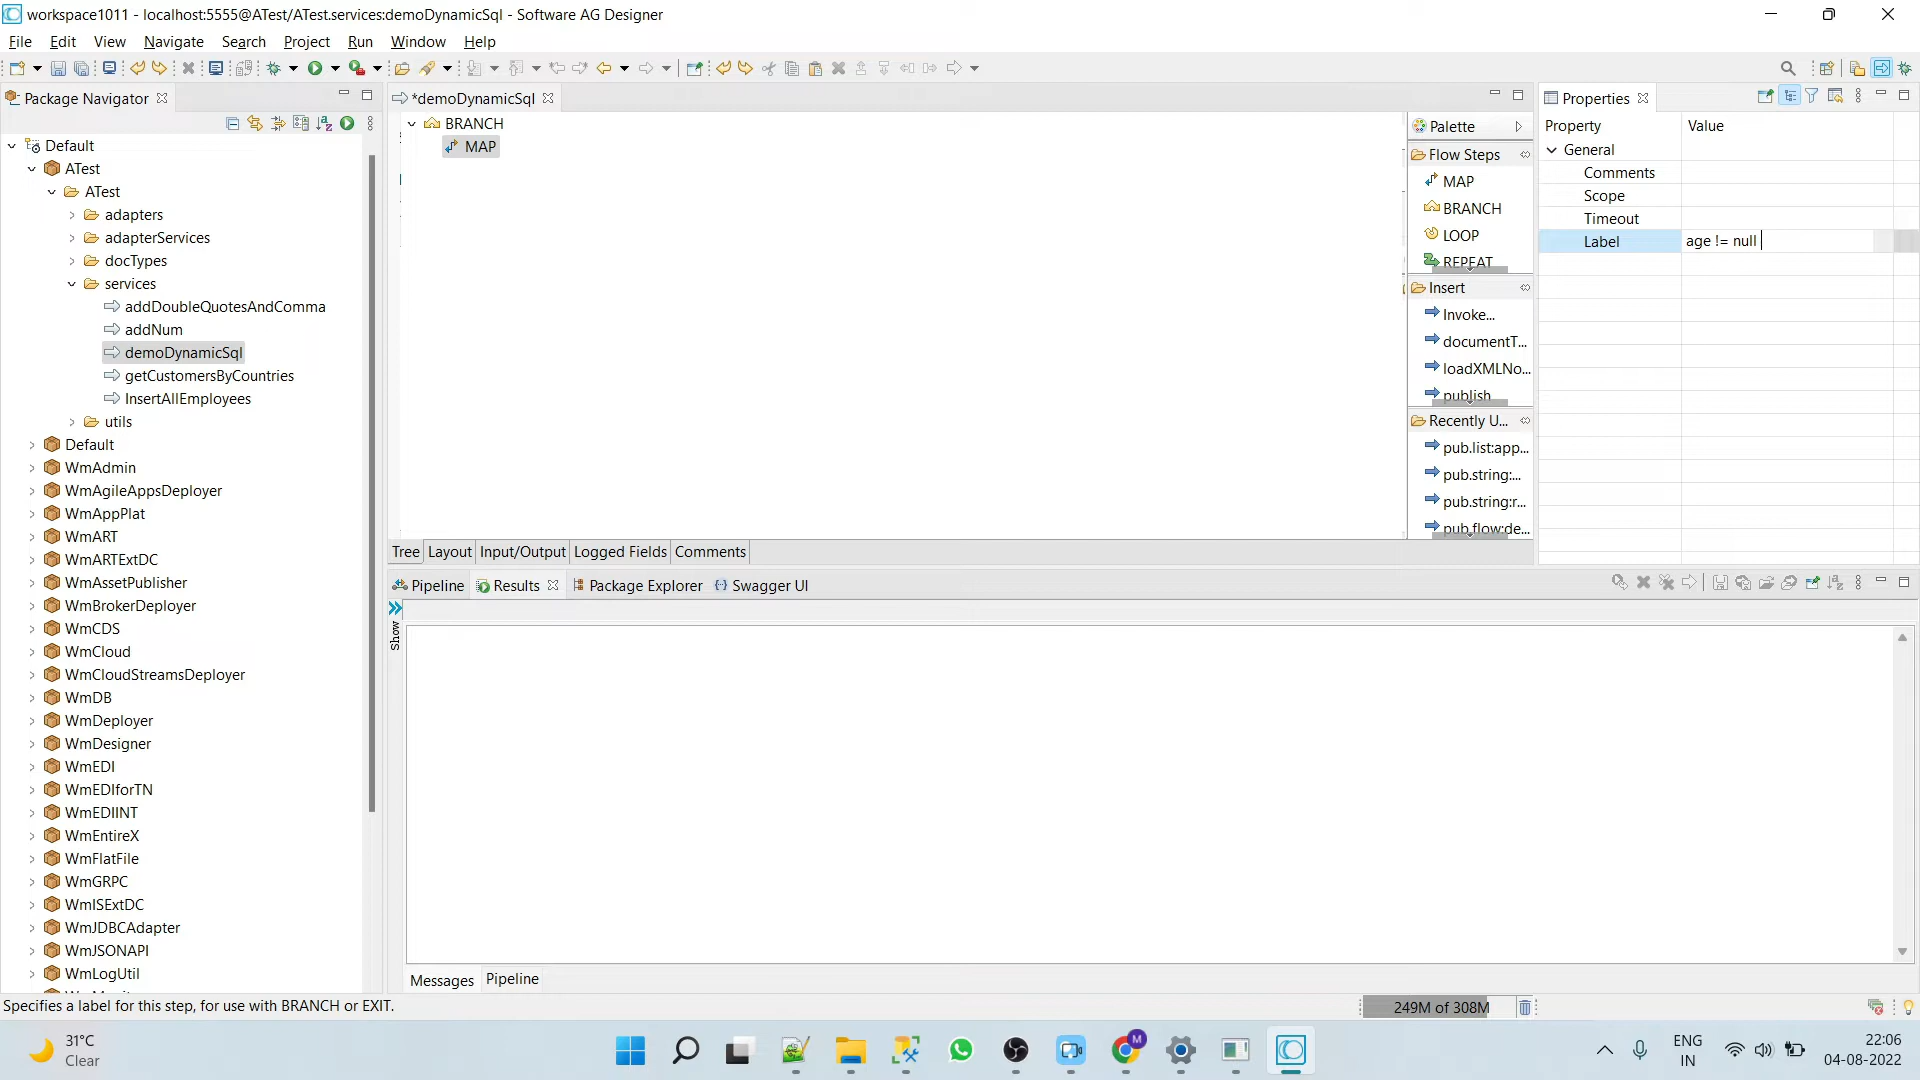 workspace1011 - localhost:5555@ATest/ATest.services:demoDynamicSql - Software AG Designer
File Edit View Navigate Search Project Run Window Help
Package Navigator
Default
ATest
ATest
adapters
adapterServices
docTypes
services
addDoubleQuotesAndComma
addNum
demoDynamicSql
getCustomersByCountries
InsertAllEmployees
utils
Default
WmAdmin
WmAgileAppsDeployer
WmAppPlat
WmART
WmARTExtDC
WmAssetPublisher
WmBrokerDeployer
WmCDS
WmCloud
WmCloudStreamsDeployer
WmDB
WmDeployer
WmDesigner
WmEDI
WmEDIforTN
WmEDIINT
WmEntireX
WmFlatFile
WmGRPC
WmISExtDC
WmJDBCAdapter
WmJSONAPI
WmLogUtil
*demoDynamicSql
BRANCH
MAP
Palette
Flow Steps
MAP
BRANCH
LOOP
REPEAT
Insert
Invoke...
documentT...
loadXMLNo...
publish
Recently U...
pub.list:app...
pub.string:...
pub.string:r...
pub.flow:de...
Tree Layout Input/Output Logged Fields Comments
Properties
Property Value
General
Comments
Scope
Timeout
Label age != null
Pipeline Results Package Explorer Swagger UI
Show
Messages Pipeline
Specifies a label for this step, for use with BRANCH or EXIT.
249M of 308M
31°C
Clear
M
ENG
IN
22:06
04-08-2022